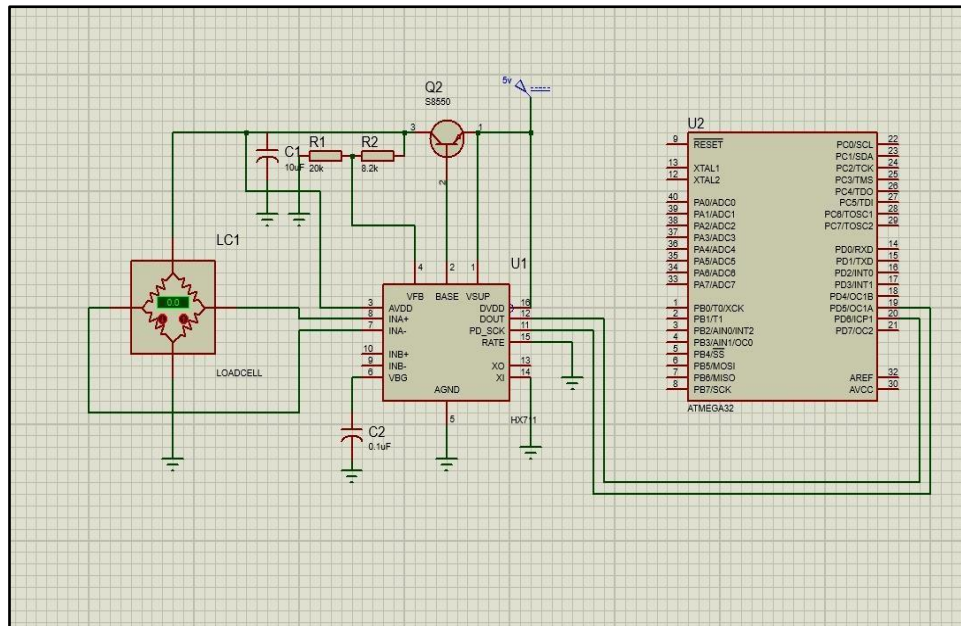 5v
Q2
S8550
3
1
2
R1
20k
R2
8.2k
C1
10uF
LC1
0.0
LOADCELL
U1
4
2
1
VFB
BASE
VSUP
3
AVDD
8
INA+
7
INA-
10
INB+
9
INB-
6
VBG
AGND
5
HX711
DVDD
16
DOUT
12
PD_SCK
11
RATE
15
XO
13
XI
14
C2
0.1uF
U2
9
RESET
13
XTAL1
12
XTAL2
40
PA0/ADC0
39
PA1/ADC1
38
PA2/ADC2
37
PA3/ADC3
36
PA4/ADC4
35
PA5/ADC5
34
PA6/ADC6
33
PA7/ADC7
1
PB0/T0/XCK
2
PB1/T1
3
PB2/AIN0/INT2
4
PB3/AIN1/OC0
5
PB4/SS
6
PB5/MOSI
7
PB6/MISO
8
PB7/SCK
PC0/SCL
22
PC1/SDA
23
PC2/TCK
24
PC3/TMS
25
PC4/TDO
26
PC5/TDI
27
PC6/TOSC1
28
PC7/TOSC2
29
PD0/RXD
14
PD1/TXD
15
PD2/INT0
16
PD3/INT1
17
PD4/OC1B
18
PD5/OC1A
19
PD6/ICP1
20
PD7/OC2
21
AREF
32
AVCC
30
ATMEGA32